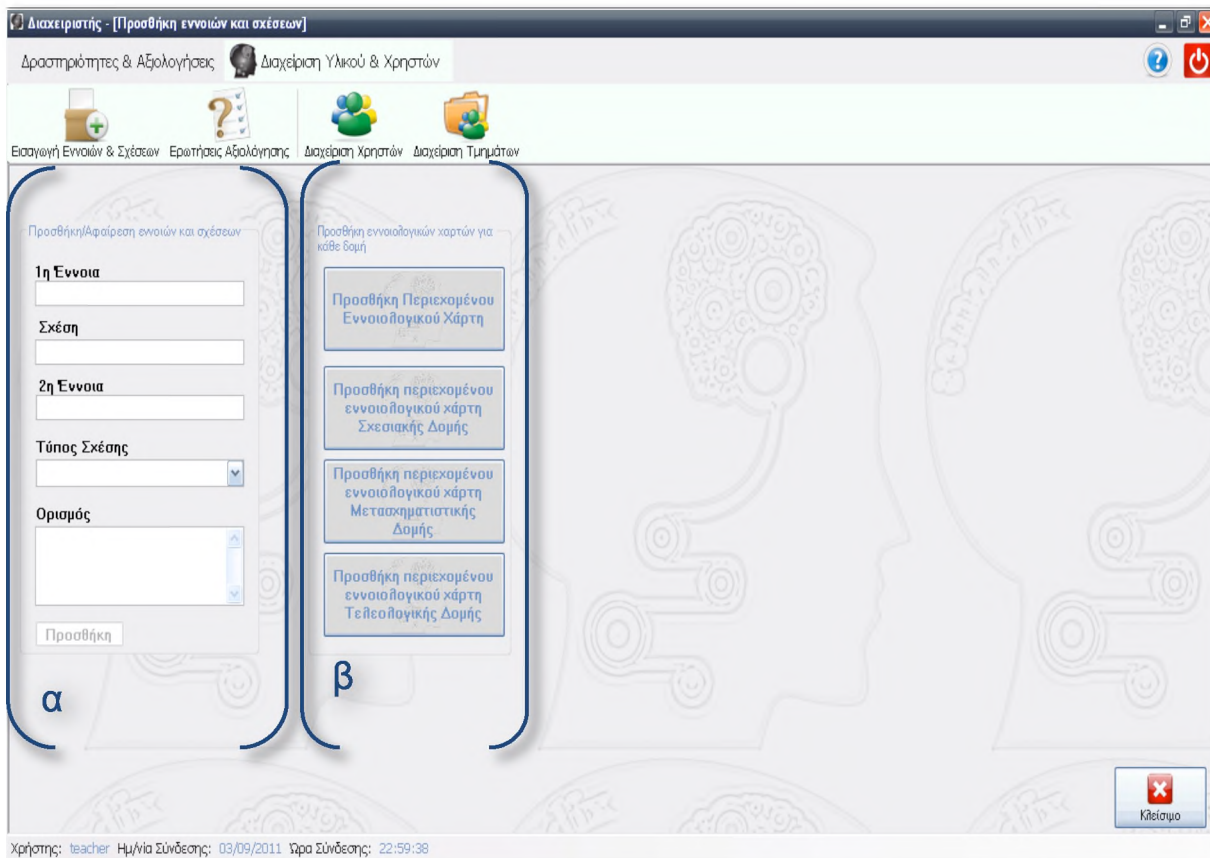 Διαχειριστής - [Προσθήκη εννοιών και σχέσεων]
Δραστηριότητες & Αξιολογήσεις Διαχείριση Υλικού & Χρηστών
Εισαγωγή Εννοιών & Σχέσεων Ερωτήσεις Αξιολόγησης Διαχείριση Χρηστών Διαχείριση Τμημάτων
Προσθήκη/Αφαίρεση εννοιών και σχέσεων
1η Έννοια
Σχέση
2η Έννοια
Τύπος Σχέσης
Ορισμός
Προσθήκη
α
Προσθήκη εννοιολογικών χαρτών για
κάθε δομή
Προσθήκη Περιεχομένου
Εννοιολογικού Χάρτη
Προσθήκη περιεχομένου
εννοιολογικού χάρτη
Σχεσιακής Δομής
Προσθήκη περιεχομένου
εννοιολογικού χάρτη
Μετασχηματιστικής
Δομής
Προσθήκη περιεχομένου
εννοιολογικού χάρτη
Τελεολογικής Δομής
β
Κλείσιμο
Χρήστης: teacher Ημ/νία Σύνδεσης: 03/09/2011 Ώρα Σύνδεσης: 22:59:38